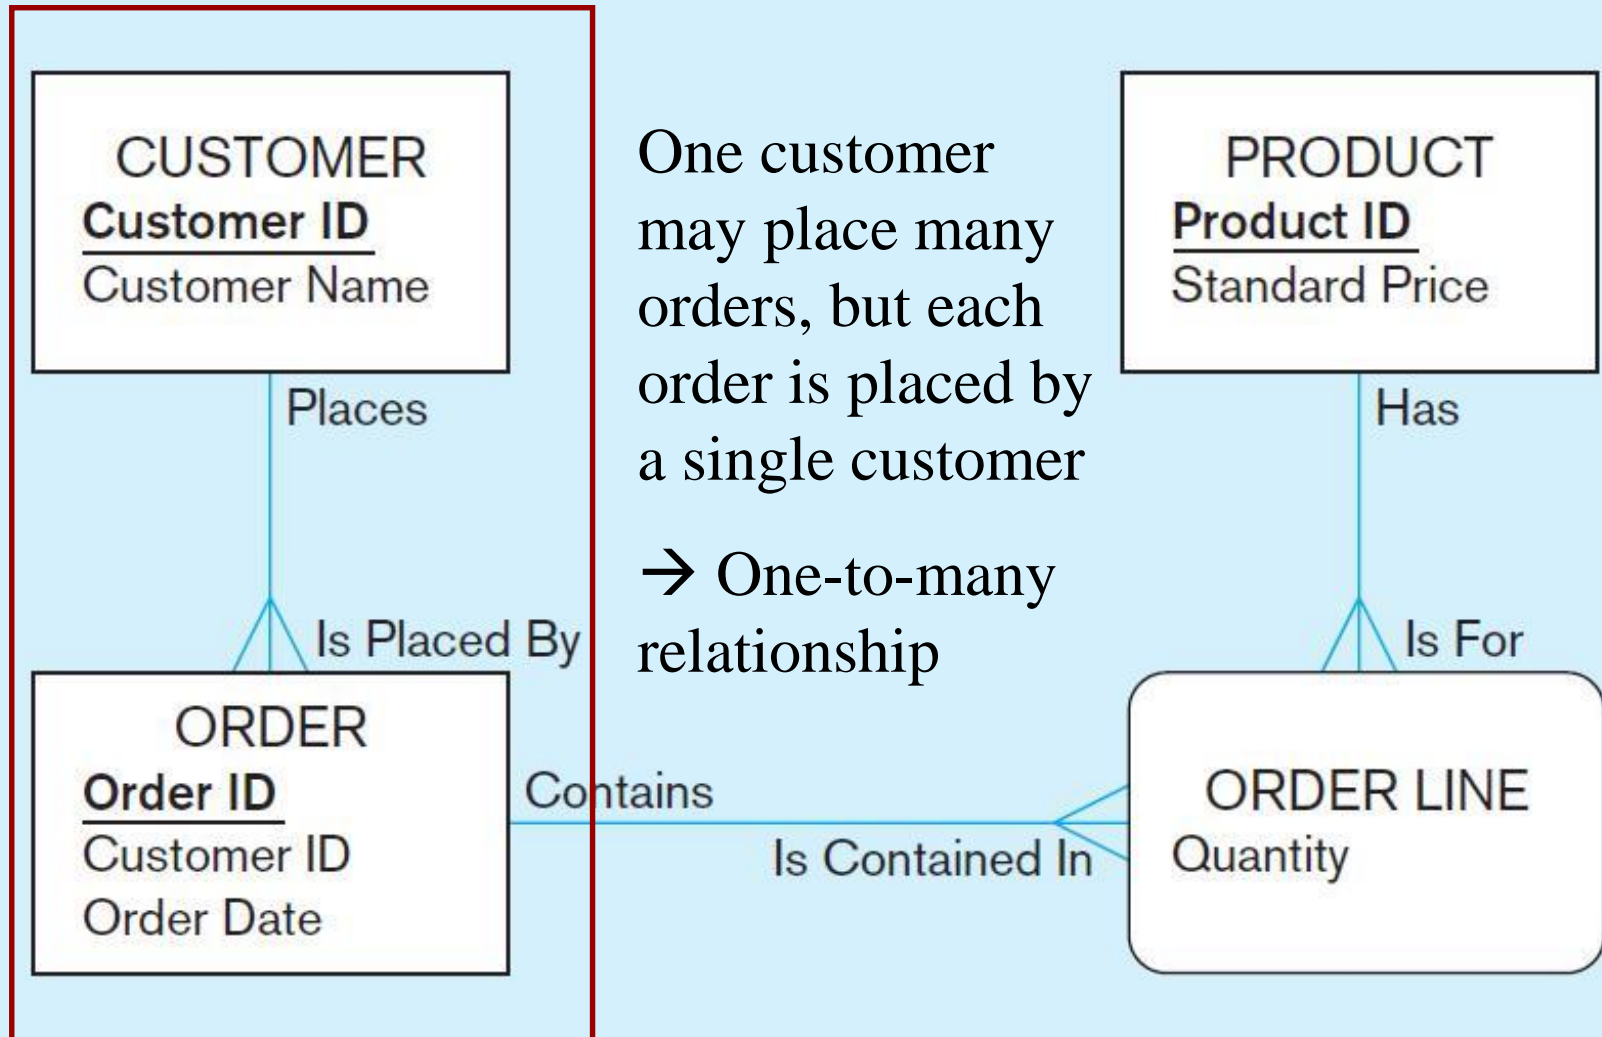 CUSTOMER
Customer ID
Customer Name
Places
Is Placed By
ORDER
Order ID
Customer ID
Order Date
One customer
may place many
orders, but each
order is placed by
a single customer
→ One-to-many
relationship
Contains
Is Contained In
PRODUCT
Product ID
Standard Price
Has
Is For
ORDER LINE
Quantity